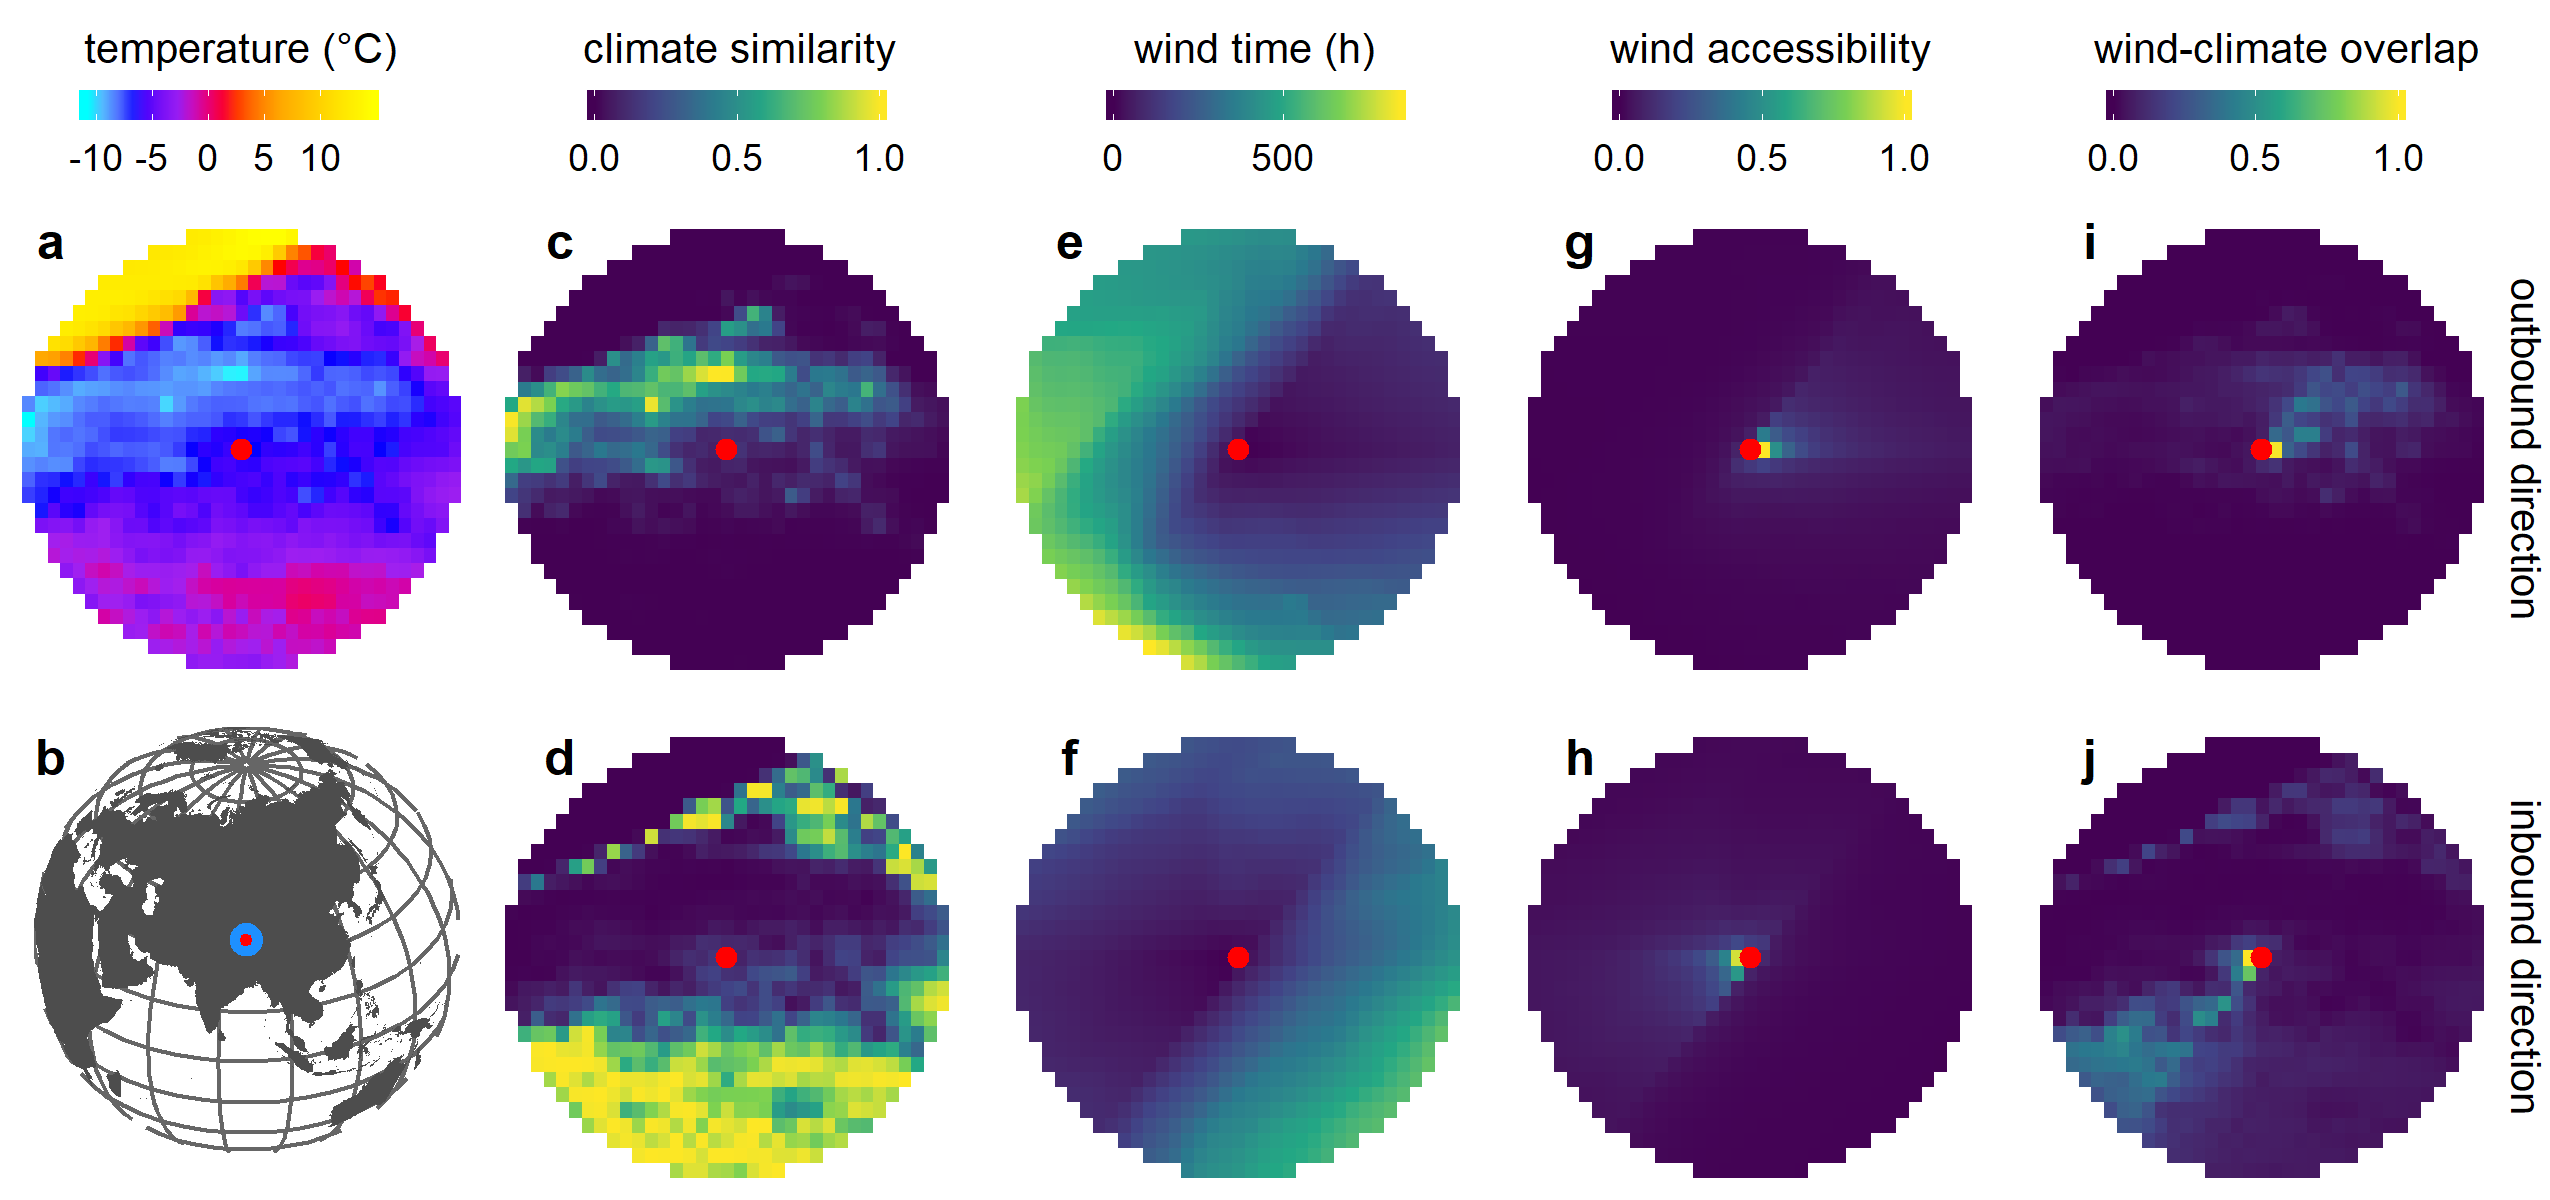 temperature (°C)
climate similarity
wind time (h)
wind accessibility
wind-climate overlap
-10 -5 0 5 10
0.0 0.5 1.0
0 500
0.0 0.5 1.0
0.0 0.5 1.0
a
c
e
g
i
outbound direction
b
d
f
h
j
inbound direction